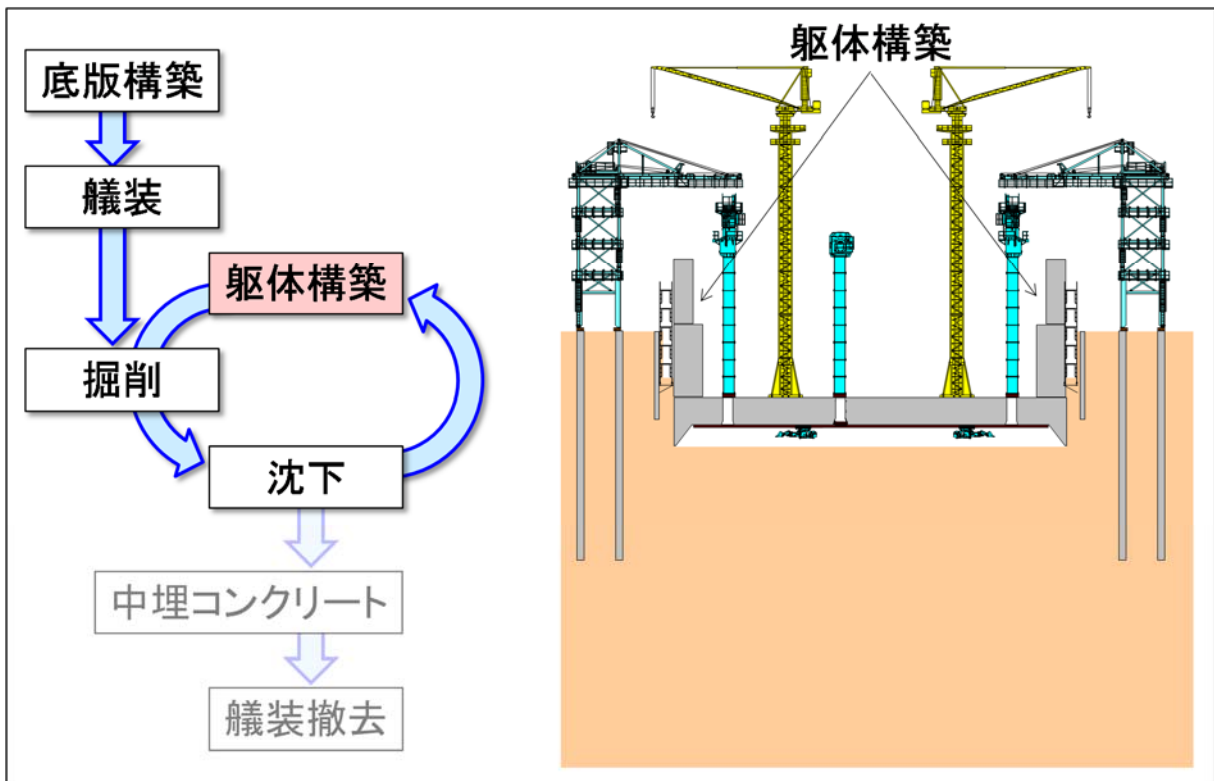 底版構築
艤装
躯体構築
掘削
沈下
中埋コンクリート
艤装撤去
躯体構築